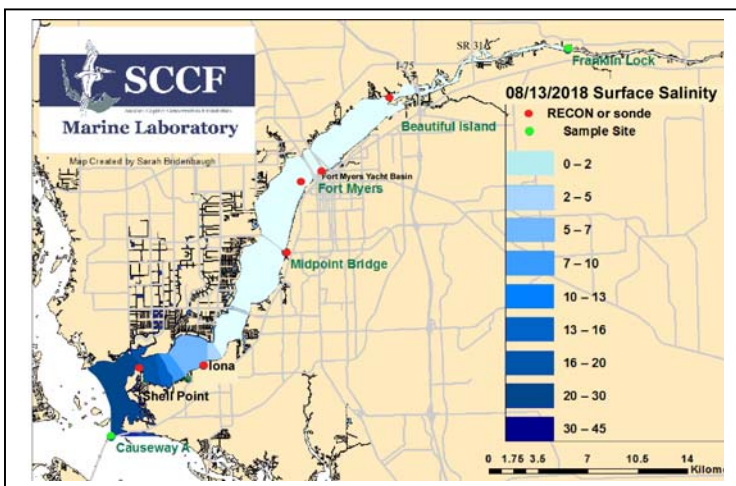 SCCF
Marine Laboratory
Map Created by Sarah Bridenbaugh
SR 31
I-75
Franklin Lock
Beautiful Island
Fort Myers Yacht Basin
Fort Myers
Midpoint Bridge
Iona
Shell Point
Causeway A
08/13/2018 Surface Salinity
RECON or sonde
Sample Site
0 – 2
2 – 5
5 – 7
7 – 10
10 – 13
13 – 16
16 – 20
20 – 30
30 – 45
0 1.75 3.5 7 10.5 14
Kilome